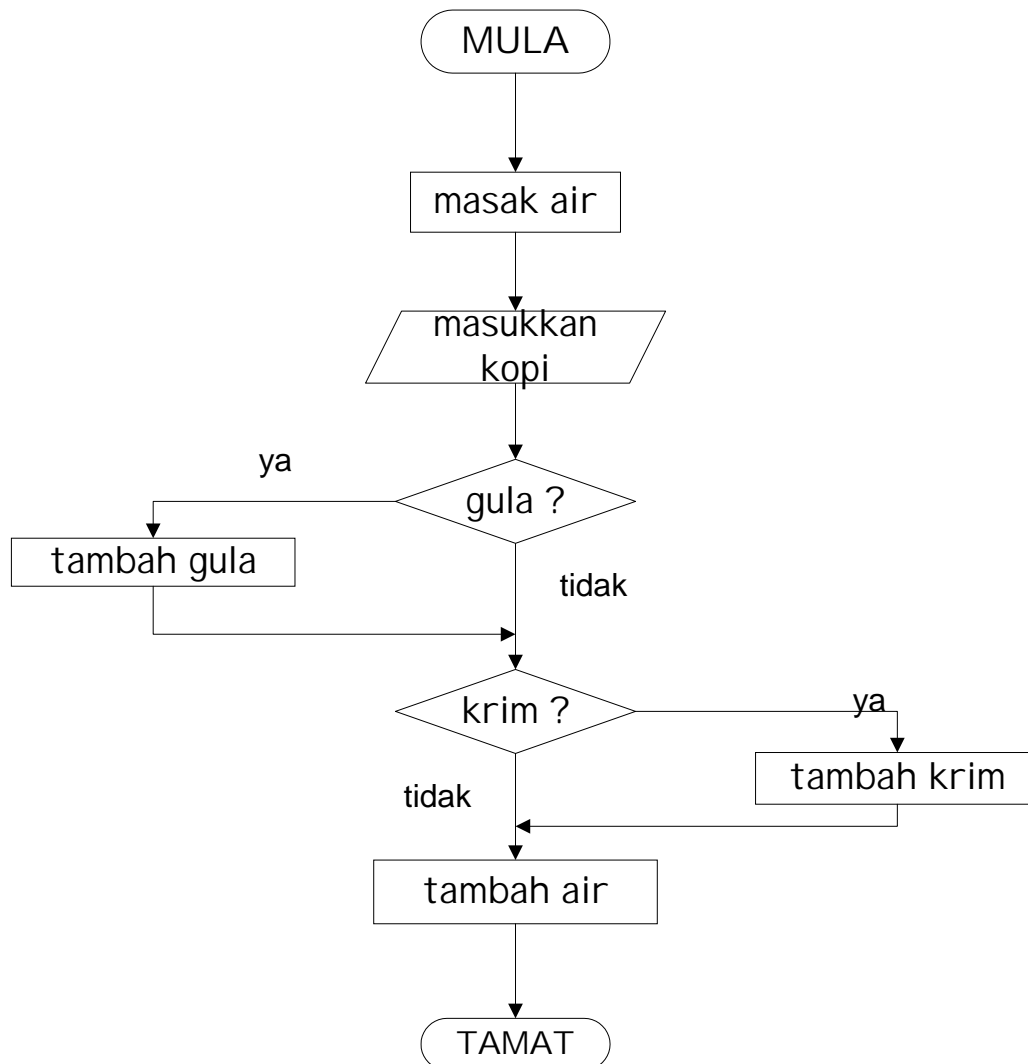 MULA
masak air
masukkan
kopi
ya
gula ?
tambah gula
tidak
krim ?
ya
tambah krim
tidak
tambah air
TAMAT